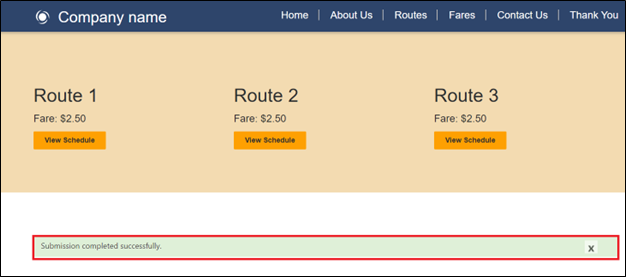 Company name
Home | About Us | Routes | Fares | Contact Us | Thank You
Route 1 Route 2 Route 3
Fare: $2.50 Fare: $2.50 Fare: $2.50
View Schedule View Schedule View Schedule
Submission completed successfully. x